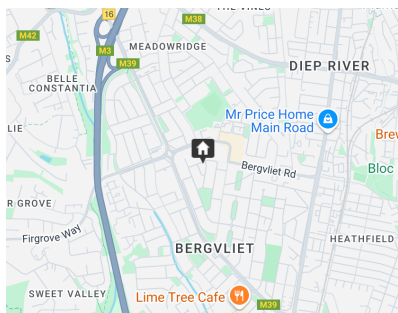 THE VINES
16
M42
M38
MEADOWRIDGE
M3
M39
DIEP RIVER
BELLE
CONSTANTIA
Mr Price Home
Main Road
LIE
Brew
Bergvliet Rd
Bloc
R GROVE
Firgrove Way
BERGVLIET
HEATHFIELD
SWEET VALLEY
Lime Tree Cafe
M39